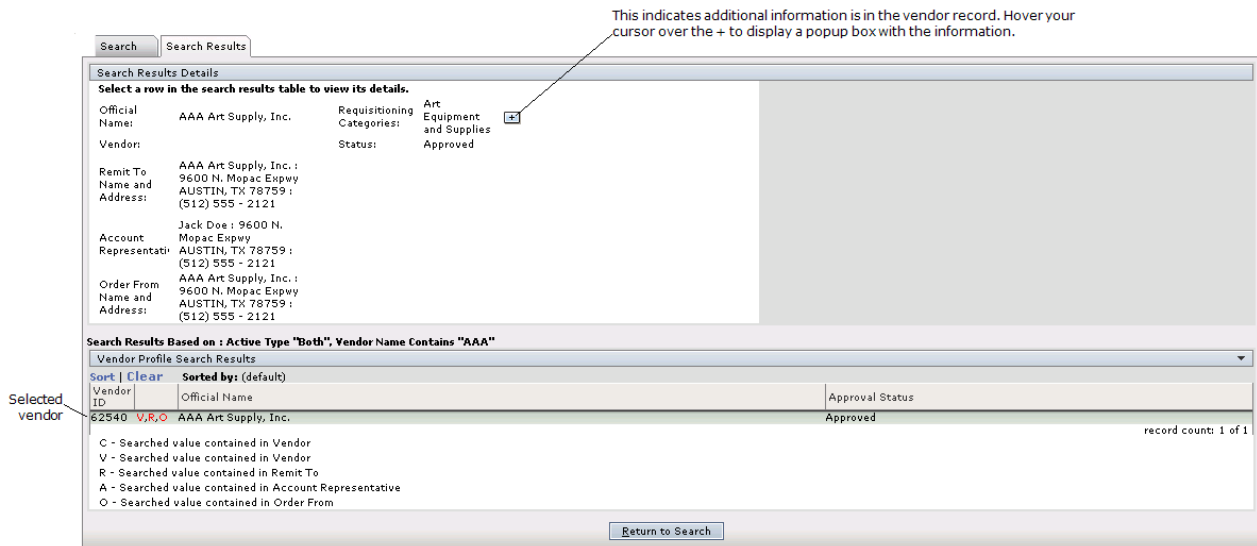 This indicates additional information is in the vendor record. Hover your
cursor over the + to display a popup box with the information.
Search
Search Results
Search Results Details
Select a row in the search results table to view its details.
Official
Name:
AAA Art Supply, Inc.
Requisitioning
Categories:
Art
Equipment
and Supplies
+
Vendor:
Status:
Approved
Remit To
Name and
Address:
AAA Art Supply, Inc. :
9600 N. Mopac Expwy
AUSTIN, TX 78759 :
(512) 555 - 2121
Account
Representati
Jack Doe : 9600 N.
Mopac Expwy
AUSTIN, TX 78759 :
(512) 555 - 2121
Order From
Name and
Address:
AAA Art Supply, Inc. :
9600 N. Mopac Expwy
AUSTIN, TX 78759 :
(512) 555 - 2121
Search Results Based on : Active Type "Both", Vendor Name Contains "AAA"
Vendor Profile Search Results
Sort | Clear Sorted by: (default)
Vendor
ID
Official Name
Approval Status
Selected
vendor
62540 V,R,O AAA Art Supply, Inc. Approved
record count: 1 of 1
C - Searched value contained in Vendor
V - Searched value contained in Vendor
R - Searched value contained in Remit To
A - Searched value contained in Account Representative
O - Searched value contained in Order From
Return to Search